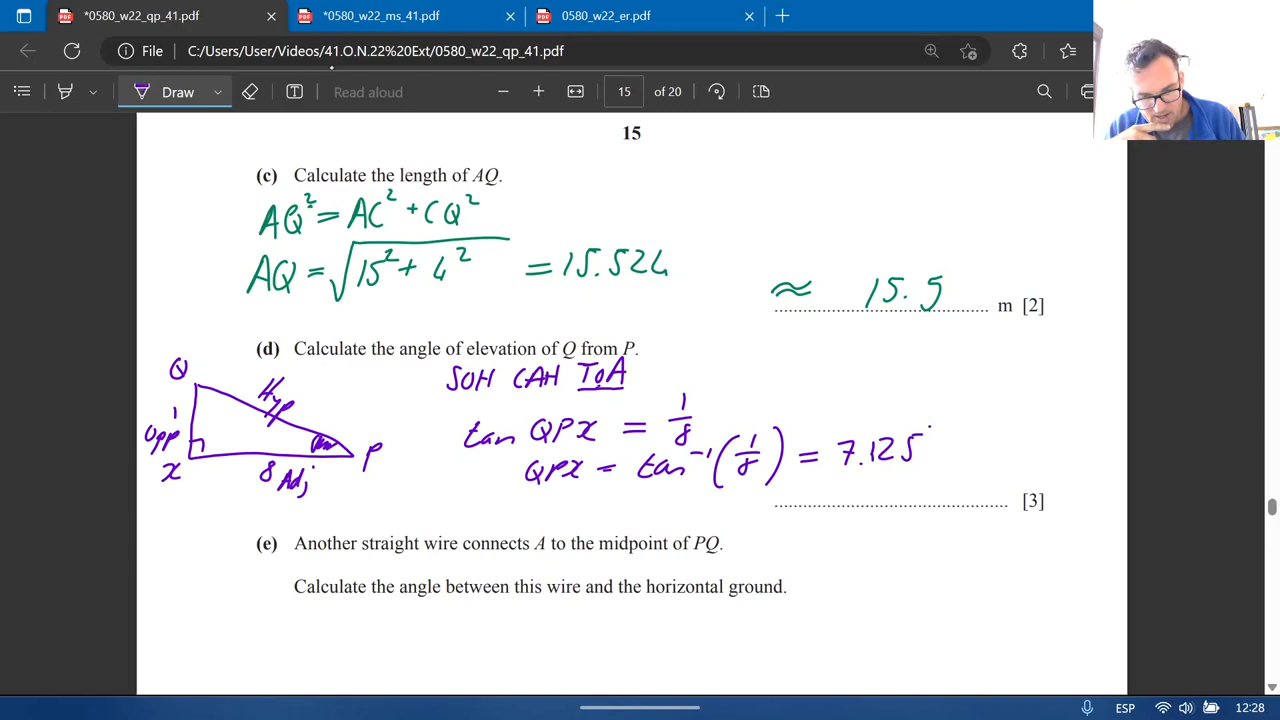 *0580_w22_qp_41.pdf
*0580_w22_ms_41.pdf
0580_w22_er.pdf
File
C:/Users/User/Videos/41.O.N.22%20Ext/0580_w22_qp_41.pdf
Draw
Read aloud
15 of 20
15
(c) Calculate the length of AQ.
AQ² = AC² + CQ²
AQ = √15² + 4² = 15.524
≈ 15.5 m [2]
(d) Calculate the angle of elevation of Q from P.
Q
Hyp
SOH CAH TOA
1
Opp
tan QPX = 1/8
X
P
8 Adj
QPX = tan⁻¹(1/8) = 7.125
[3]
(e) Another straight wire connects A to the midpoint of PQ.
Calculate the angle between this wire and the horizontal ground.
ESP
12:28